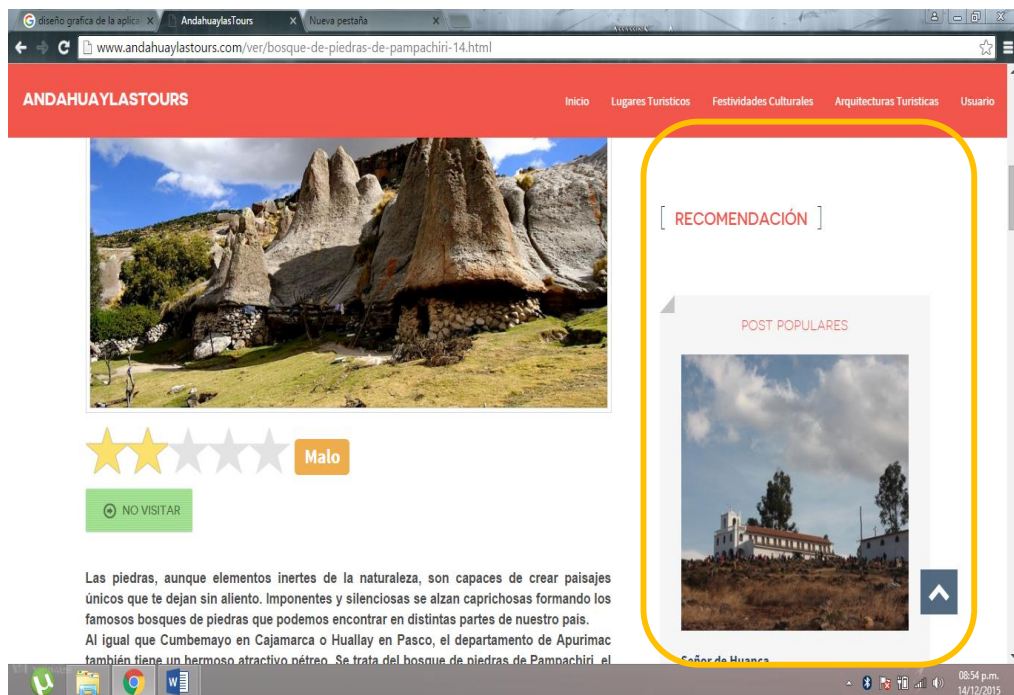 diseño grafica de la aplica
AndahuaylasTours
Nueva pestaña
www.andahuaylastours.com/ver/bosque-de-piedras-de-pampachiri-14.html
ANDAHUAYLASTOURS
Inicio
Lugares Turisticos
Festividades Culturales
Arquitecturas Turisticas
Usuario
[ RECOMENDACIÓN ]
POST POPULARES
Malo
NO VISITAR
Las piedras, aunque elementos inertes de la naturaleza, son capaces de crear paisajes
únicos que te dejan sin aliento. Imponentes y silenciosas se alzan caprichosas formando los
famosos bosques de piedras que podemos encontrar en distintas partes de nuestro país.
Al igual que Cumbemayo en Cajamarca o Huallay en Pasco, el departamento de Apurimac
también tiene un hermoso atractivo pétreo. Se trata del bosque de piedras de Pampachiri, el
Señor de Huanca
08:54 p.m.
14/12/2015